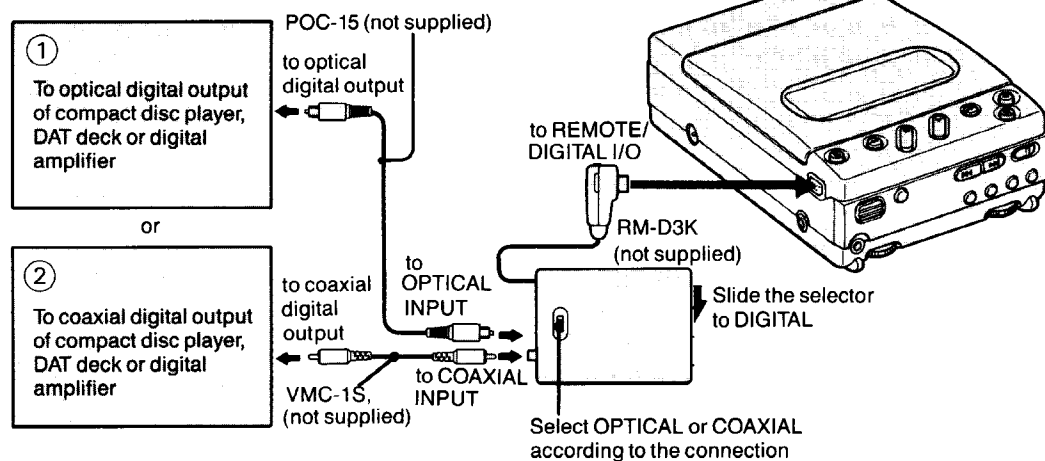 POC-15 (not supplied)
①
To optical digital output
of compact disc player,
DAT deck or digital
amplifier
to optical
digital output
or
②
To coaxial digital output
of compact disc player,
DAT deck or digital
amplifier
to coaxial
digital
output
VMC-1S,
(not supplied)
to
OPTICAL
INPUT
to COAXIAL
INPUT
to REMOTE/
DIGITAL I/O
RM-D3K
(not supplied)
Slide the selector
to DIGITAL
Select OPTICAL or COAXIAL
according to the connection